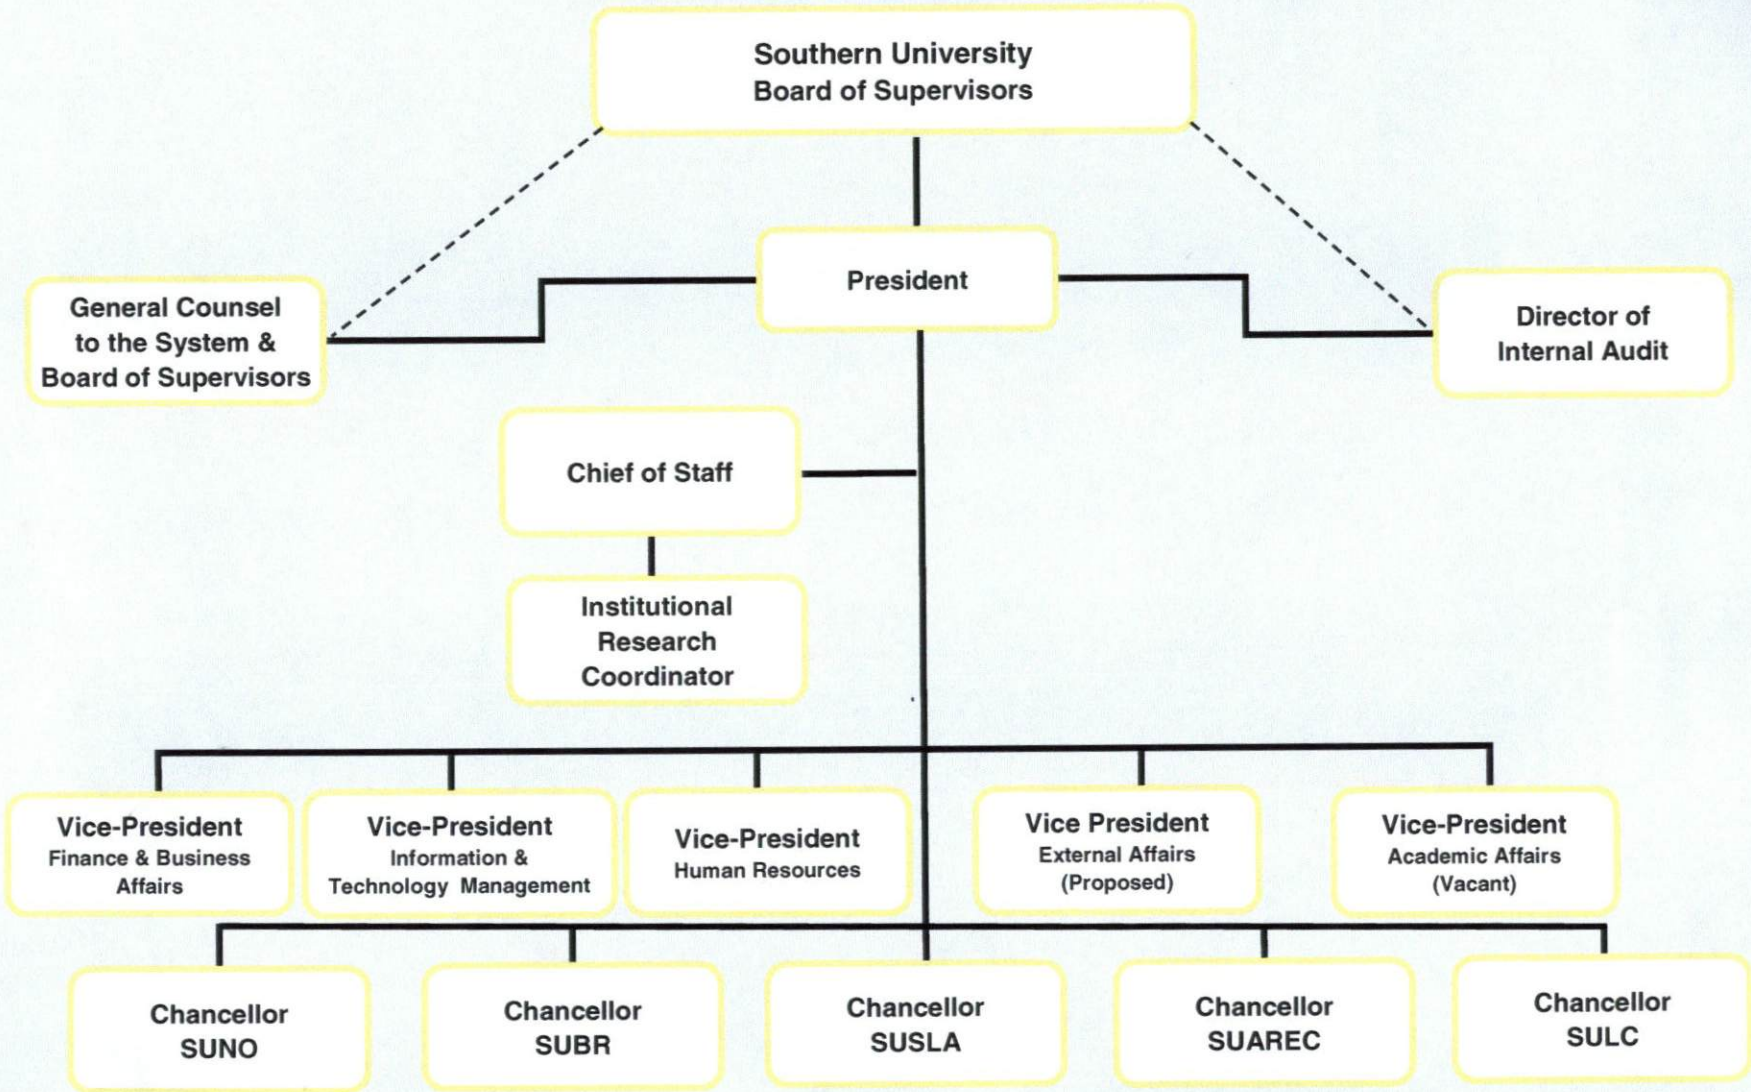 Southern University
Board of Supervisors
President
General Counsel
to the System &
Board of Supervisors
Director of
Internal Audit
Chief of Staff
Institutional
Research
Coordinator
Vice-President
Finance & Business
Affairs
Vice-President
Information &
Technology Management
Vice-President
Human Resources
Vice President
External Affairs
(Proposed)
Vice-President
Academic Affairs
(Vacant)
Chancellor
SUNO
Chancellor
SUBR
Chancellor
SUSLA
Chancellor
SUAREC
Chancellor
SULC